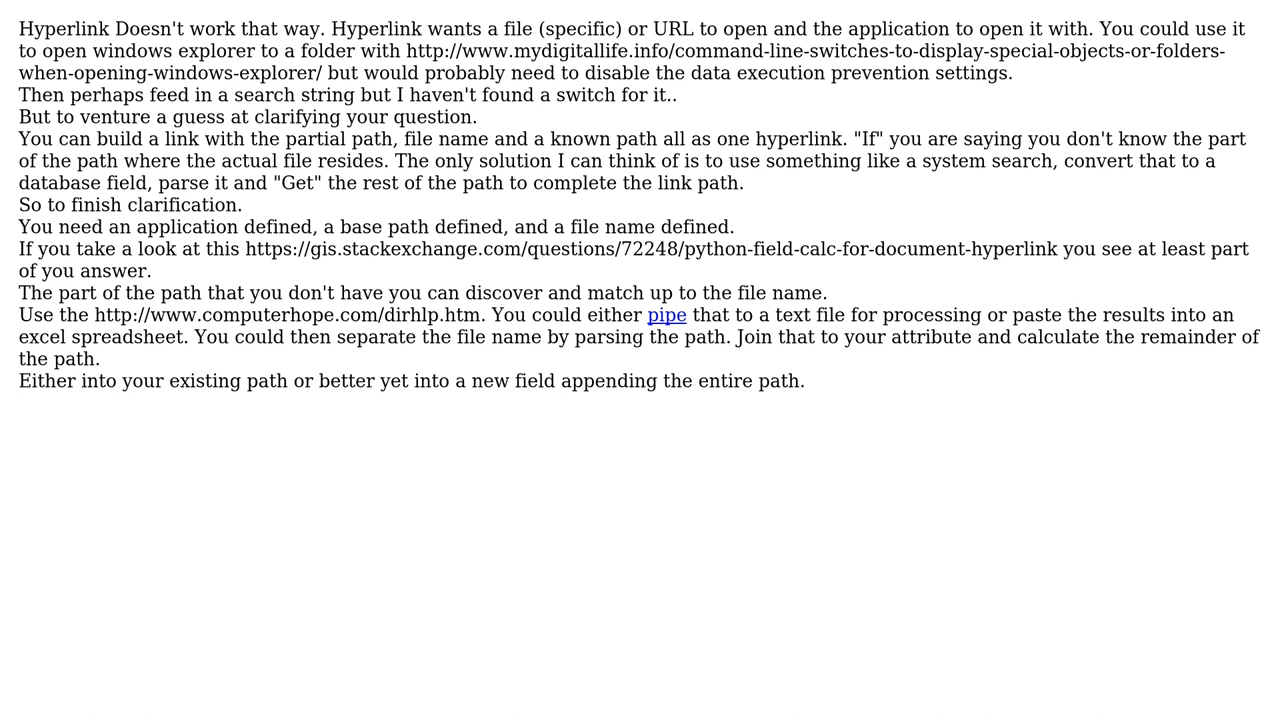 Hyperlink Doesn't work that way. Hyperlink wants a file (specific) or URL to open and the application to open it with. You could use it
to open windows explorer to a folder with http://www.mydigitallife.info/command-line-switches-to-display-special-objects-or-folders-
when-opening-windows-explorer/ but would probably need to disable the data execution prevention settings.
Then perhaps feed in a search string but I haven't found a switch for it..
But to venture a guess at clarifying your question.
You can build a link with the partial path, file name and a known path all as one hyperlink. "If" you are saying you don't know the part
of the path where the actual file resides. The only solution I can think of is to use something like a system search, convert that to a
database field, parse it and "Get" the rest of the path to complete the link path.
So to finish clarification.
You need an application defined, a base path defined, and a file name defined.
If you take a look at this https://gis.stackexchange.com/questions/72248/python-field-calc-for-document-hyperlink you see at least part
of you answer.
The part of the path that you don't have you can discover and match up to the file name.
Use the http://www.computerhope.com/dirhlp.htm. You could either pipe that to a text file for processing or paste the results into an
excel spreadsheet. You could then separate the file name by parsing the path. Join that to your attribute and calculate the remainder of
the path.
Either into your existing path or better yet into a new field appending the entire path.